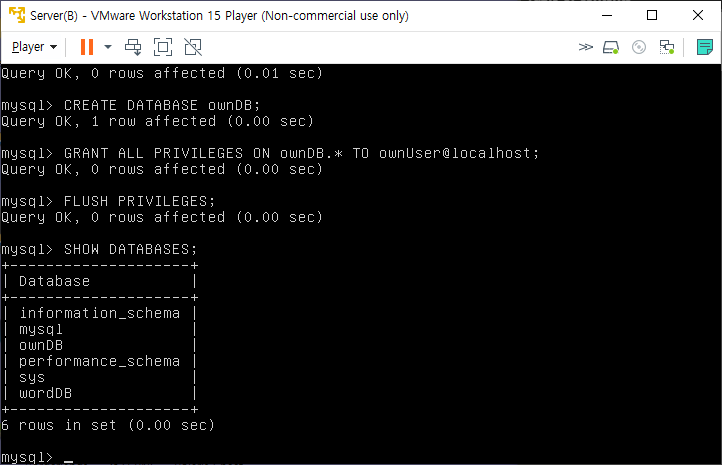 Server(B) - VMware Workstation 15 Player (Non-commercial use only)
Player
Query OK, 0 rows affected (0.01 sec)
mysql> CREATE DATABASE ownDB;
Query OK, 1 row affected (0.00 sec)
mysql> GRANT ALL PRIVILEGES ON ownDB.* TO ownUser@localhost;
Query OK, 0 rows affected (0.00 sec)
mysql> FLUSH PRIVILEGES;
Query OK, 0 rows affected (0.00 sec)
mysql> SHOW DATABASES;
+--------------------+
| Database           |
+--------------------+
| information_schema |
| mysql              |
| ownDB              |
| performance_schema |
| sys                |
| wordDB             |
+--------------------+
6 rows in set (0.00 sec)
mysql> _